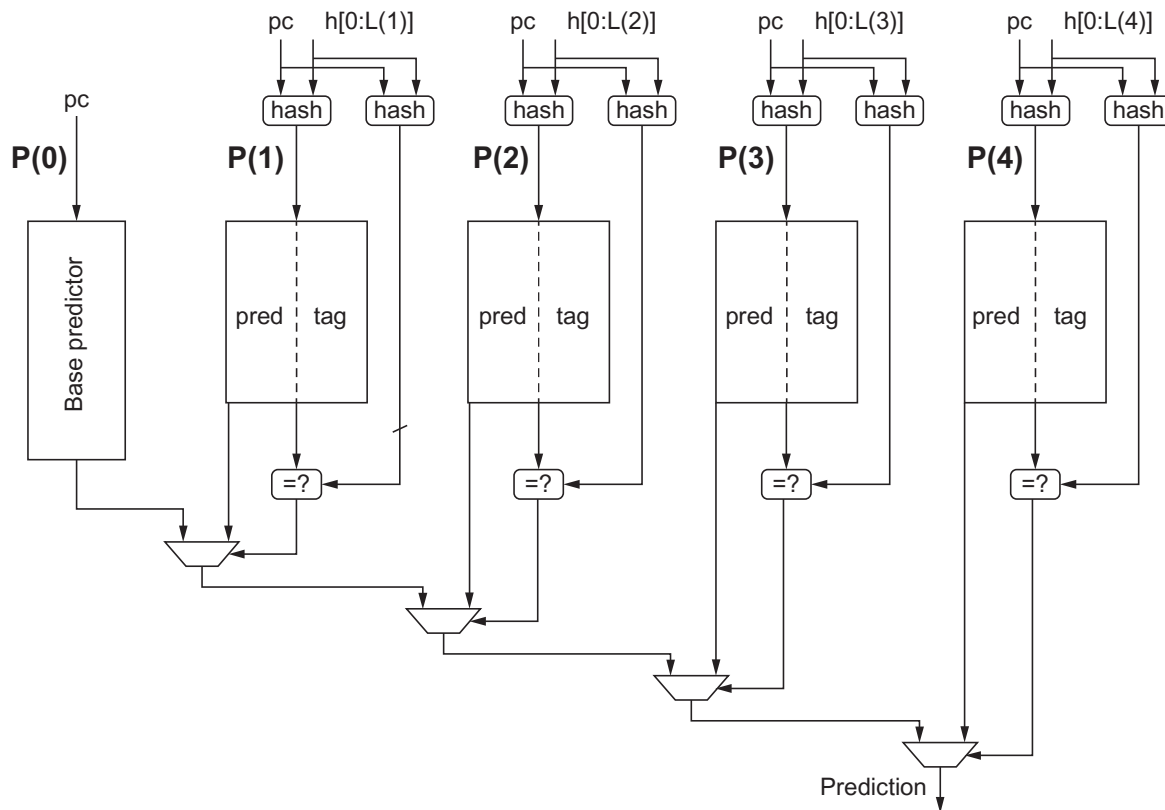 pc h[0:L(1)] pc h[0:L(2)] pc h[0:L(3)] pc h[0:L(4)]
pc
hash hash hash hash hash hash hash hash
P(0) P(1) P(2) P(3) P(4)
Base predictor
pred tag pred tag pred tag pred tag
=? =? =? =?
Prediction